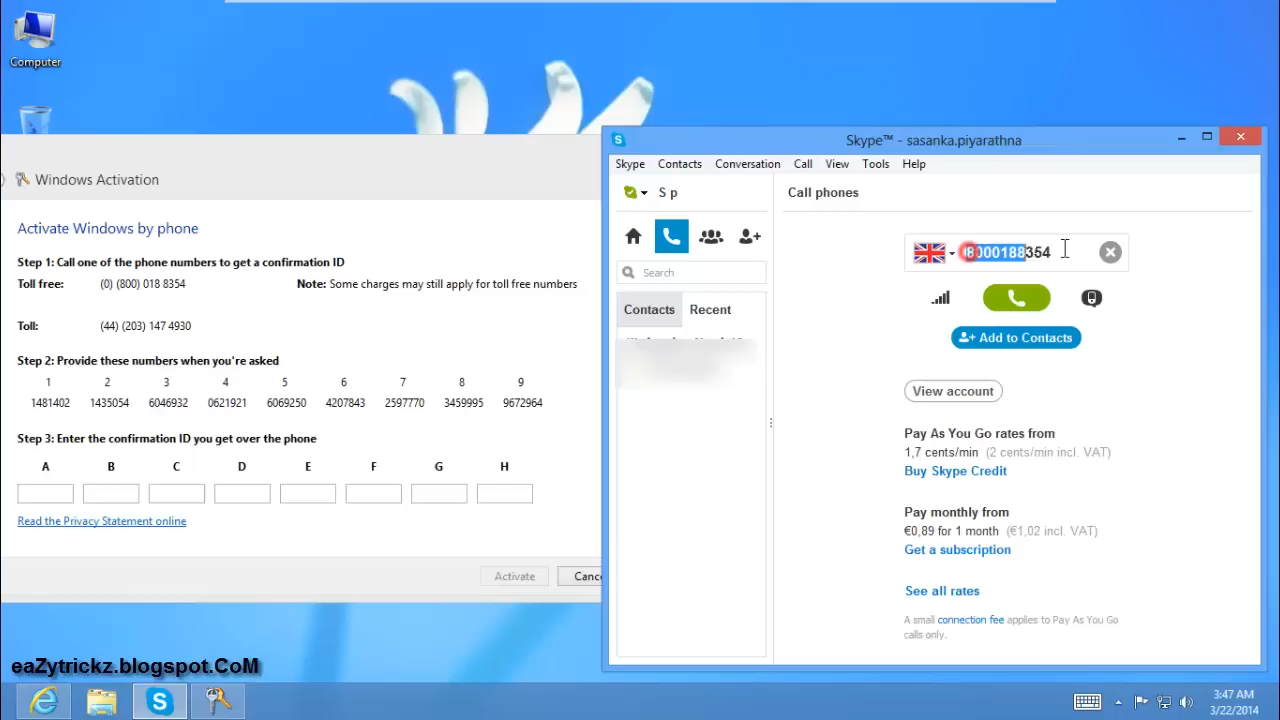 Computer
Windows Activation
Activate Windows by phone
Step 1: Call one of the phone numbers to get a confirmation ID
Toll free: (0) (800) 018 8354 Note: Some charges may still apply for toll free numbers
Toll: (44) (203) 147 4930
Step 2: Provide these numbers when you're asked
1 2 3 4 5 6 7 8 9
1481402 1435054 6046932 0621921 6069250 4207843 2597770 3459995 9672964
Step 3: Enter the confirmation ID you get over the phone
A B C D E F G H
Read the Privacy Statement online
Activate Cance
Skype™ - sasanka.piyarathna
Skype Contacts Conversation Call View Tools Help
S p
Search
Contacts Recent
Call phones
08000188354
Add to Contacts
View account
Pay As You Go rates from
1,7 cents/min (2 cents/min incl. VAT)
Buy Skype Credit
Pay monthly from
€0,89 for 1 month (€1,02 incl. VAT)
Get a subscription
See all rates
A small connection fee applies to Pay As You Go
calls only.
eaZytrickz.blogspot.CoM
3:47 AM
3/22/2014